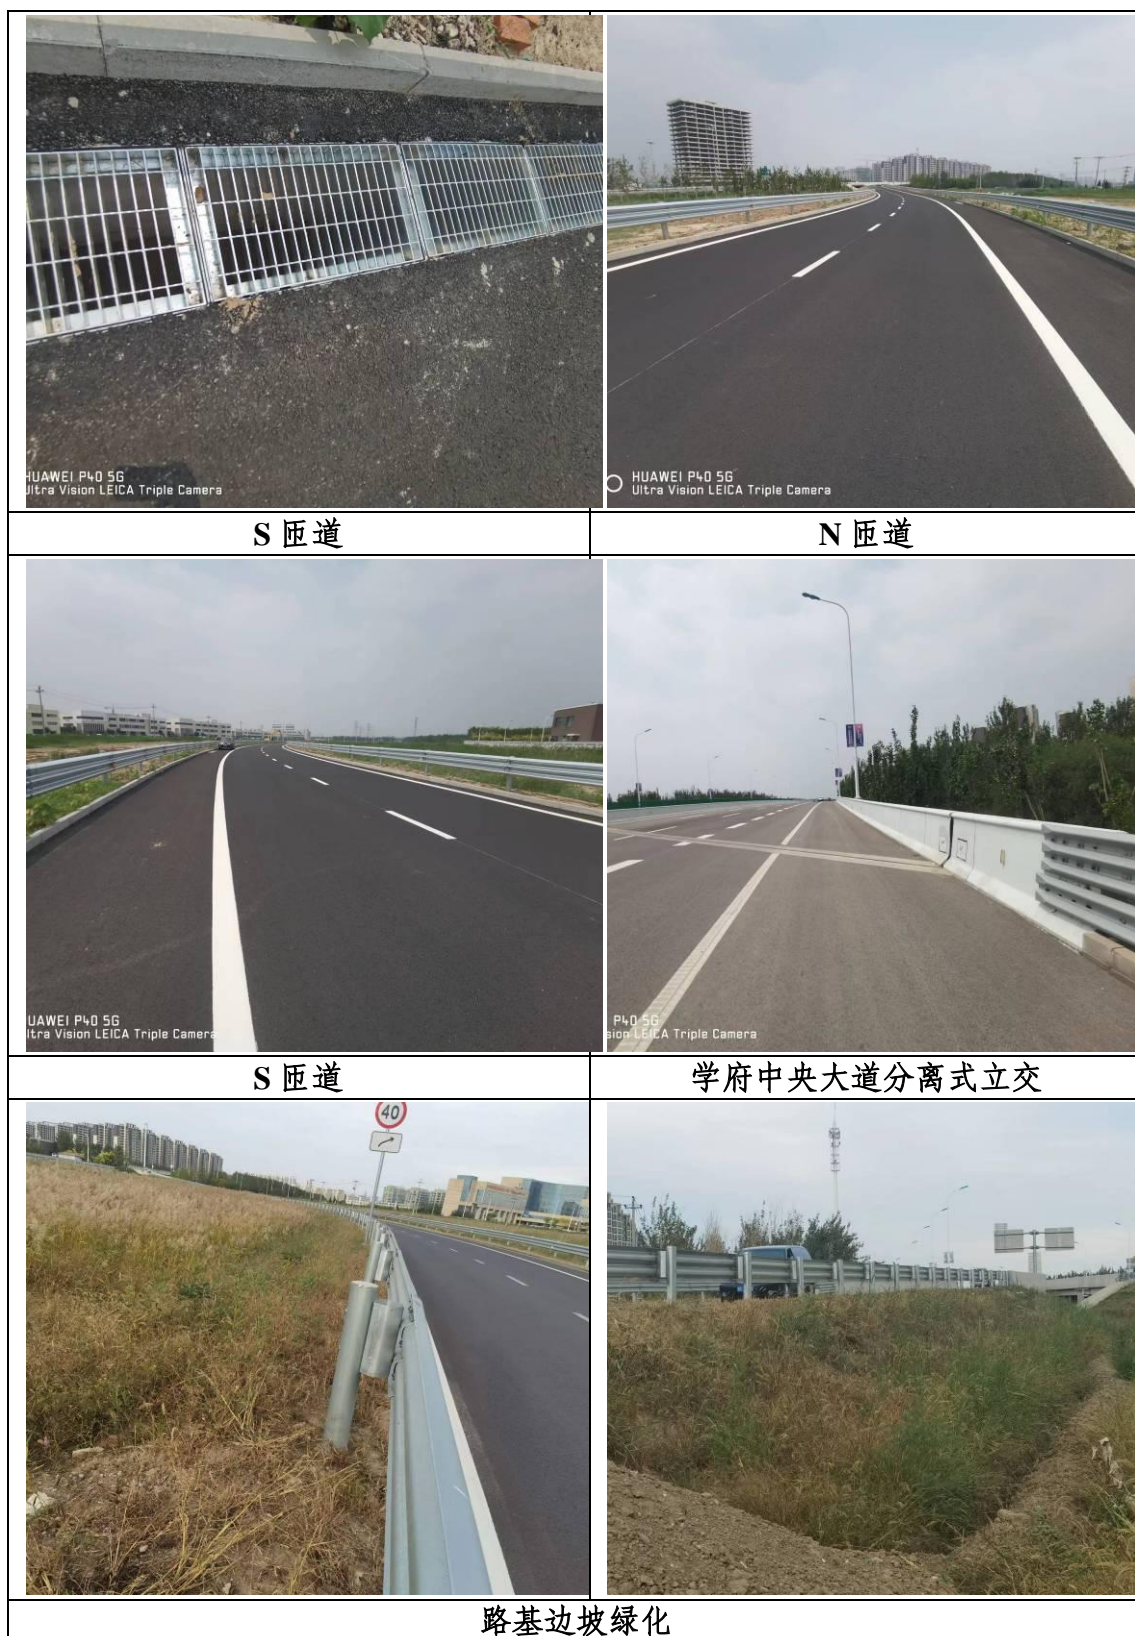 HUAWEI P40 5G
Ultra Vision LEICA Triple Camera
HUAWEI P40 5G
Ultra Vision LEICA Triple Camera
S 匝道
N 匝道
UAWEI P40 5G
ltra Vision LEICA Triple Camera
P40 5G
sion LEICA Triple Camera
S 匝道
学府中央大道分离式立交
40
路基边坡绿化